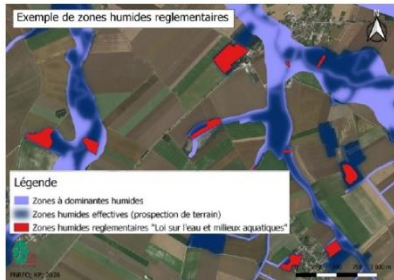 Exemple de zones humides reglementaires
N
Légende
Zones à dominantes humides
Zones humides effectives (prospection de terrain)
Zones humides reglementaires "Loi sur l'eau et milieux aquatiques"